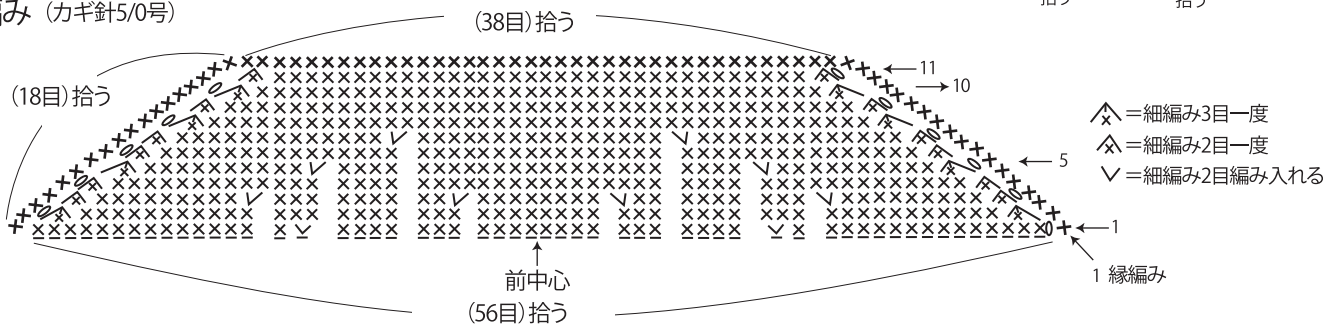 み（カギ針5/0号）
拾う
拾う
（38目）拾う
（18目）拾う
11
10
5
1
=細編み3目一度
=細編み2目一度
=細編み2目編み入れる
前中心
1 縁編み
（56目）拾う